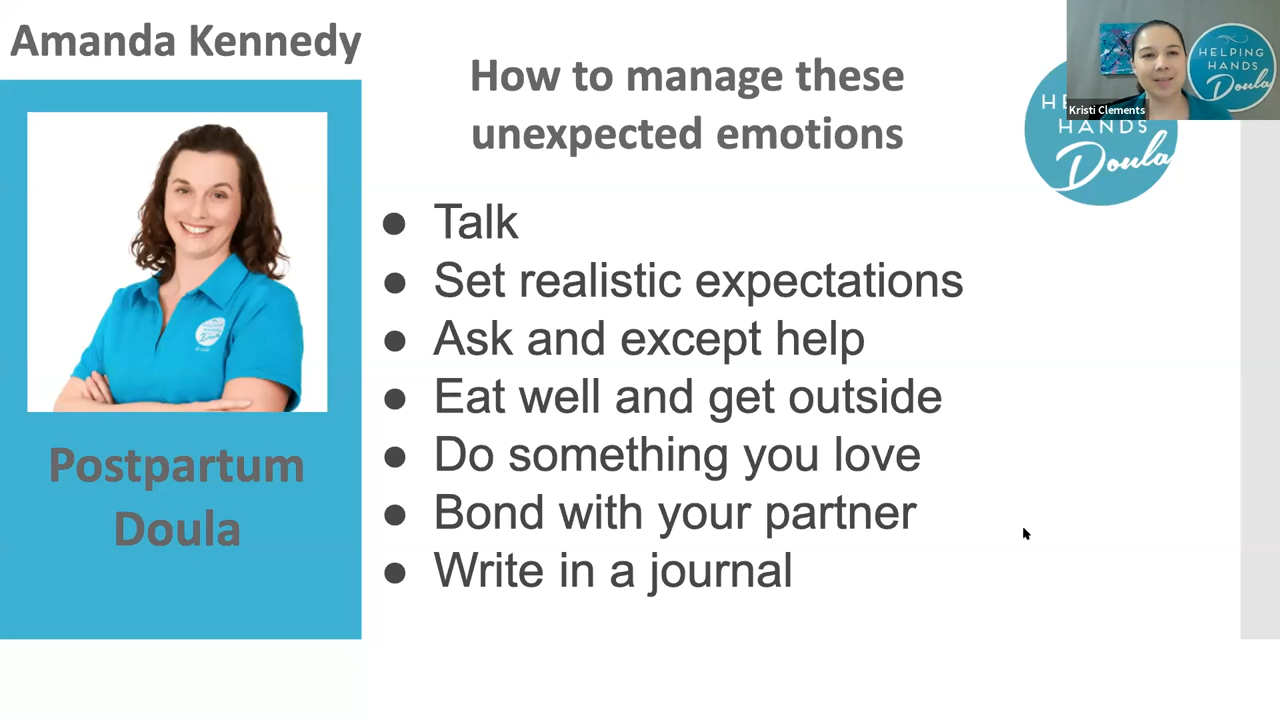 Amanda Kennedy
Postpartum
Doula
How to manage these
unexpected emotions
● Talk
● Set realistic expectations
● Ask and except help
● Eat well and get outside
● Do something you love
● Bond with your partner
● Write in a journal
HELPING
HANDS
Doula
Kristi Clements
HANDS
Doula